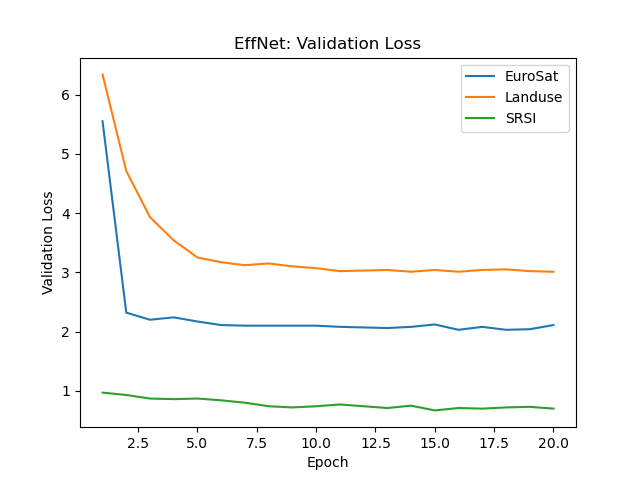 EffNet: Validation Loss
EuroSat
Landuse
SRSI
Validation Loss
6
5
4
3
2
1
2.5 5.0 7.5 10.0 12.5 15.0 17.5 20.0
Epoch